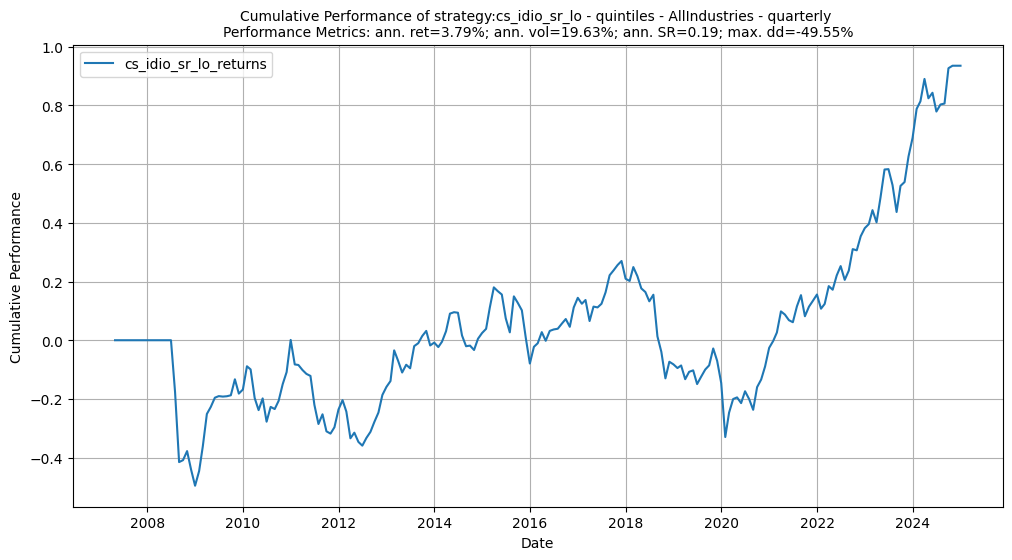 Cumulative Performance of strategy:cs_idio_sr_lo - quintiles - AllIndustries - quarterly
Performance Metrics: ann. ret=3.79%; ann. vol=19.63%; ann. SR=0.19; max. dd=-49.55%
cs_idio_sr_lo_returns
Cumulative Performance
1.0
0.8
0.6
0.4
0.2
0.0
−0.2
−0.4
2008 2010 2012 2014 2016 2018 2020 2022 2024
Date